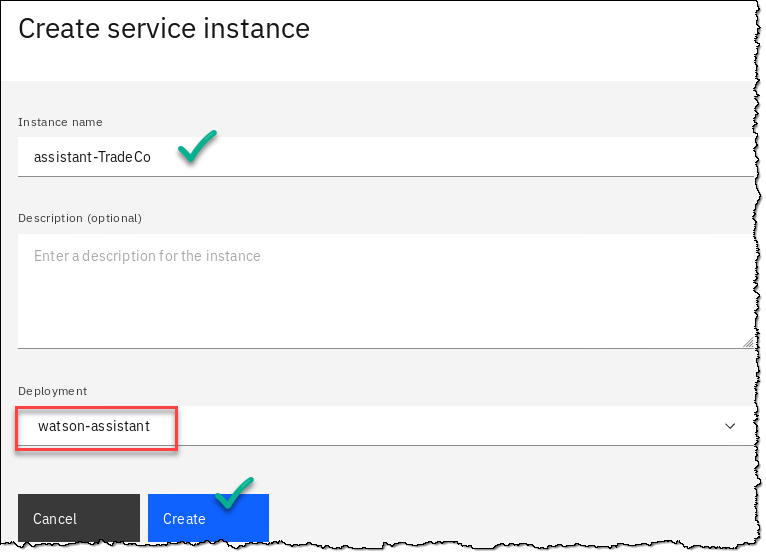 Create service instance
Instance name
assistant-TradeCo
Description (optional)
Enter a description for the instance
Deployment
watson-assistant
Cancel
Create